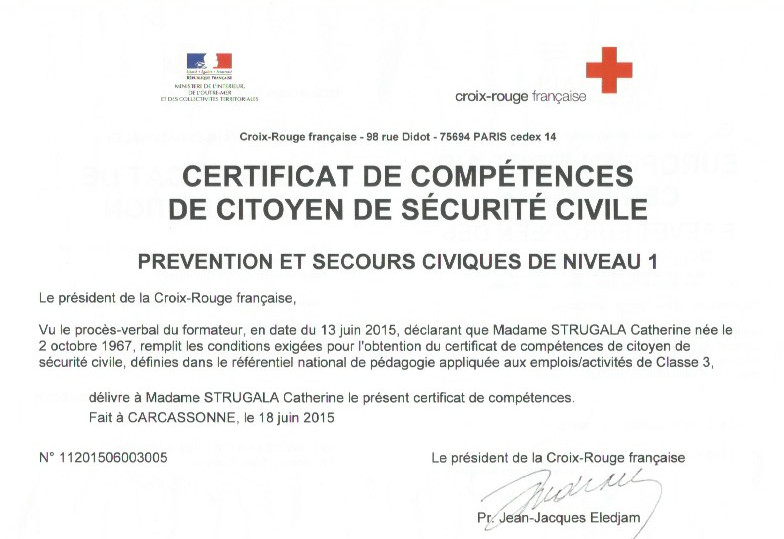 Liberté • Égalité • Fraternité
RÉPUBLIQUE FRANÇAISE
MINISTÈRE DE L'INTÉRIEUR,
DE L'OUTRE-MER
ET DES COLLECTIVITÉS TERRITORIALES
croix-rouge française
Croix-Rouge française - 98 rue Didot - 75694 PARIS cedex 14
CERTIFICAT DE COMPÉTENCES
DE CITOYEN DE SÉCURITÉ CIVILE
PREVENTION ET SECOURS CIVIQUES DE NIVEAU 1
Le président de la Croix-Rouge française,
Vu le procès-verbal du formateur, en date du 13 juin 2015, déclarant que Madame STRUGALA Catherine née le
2 octobre 1967, remplit les conditions exigées pour l'obtention du certificat de compétences de citoyen de
sécurité civile, définies dans le référentiel national de pédagogie appliquée aux emplois/activités de Classe 3,
délivre à Madame STRUGALA Catherine le présent certificat de compétences.
Fait à CARCASSONNE, le 18 juin 2015
N° 11201506003005
Le président de la Croix-Rouge française
Pr. Jean-Jacques Eledjam